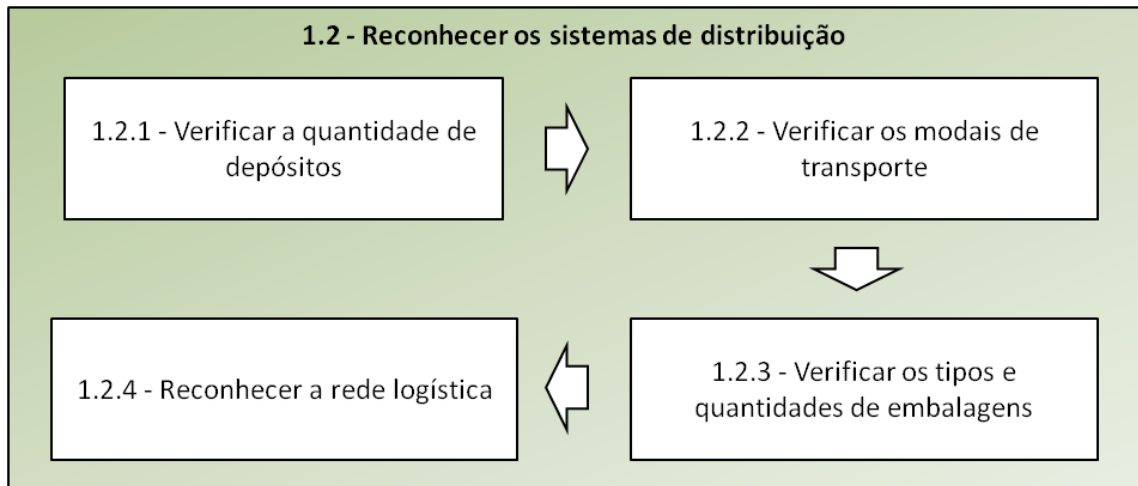 1.2 - Reconhecer os sistemas de distribuição
1.2.1 - Verificar a quantidade de
depósitos
1.2.2 - Verificar os modais de
transporte
1.2.3 - Verificar os tipos e
quantidades de embalagens
1.2.4 - Reconhecer a rede logística